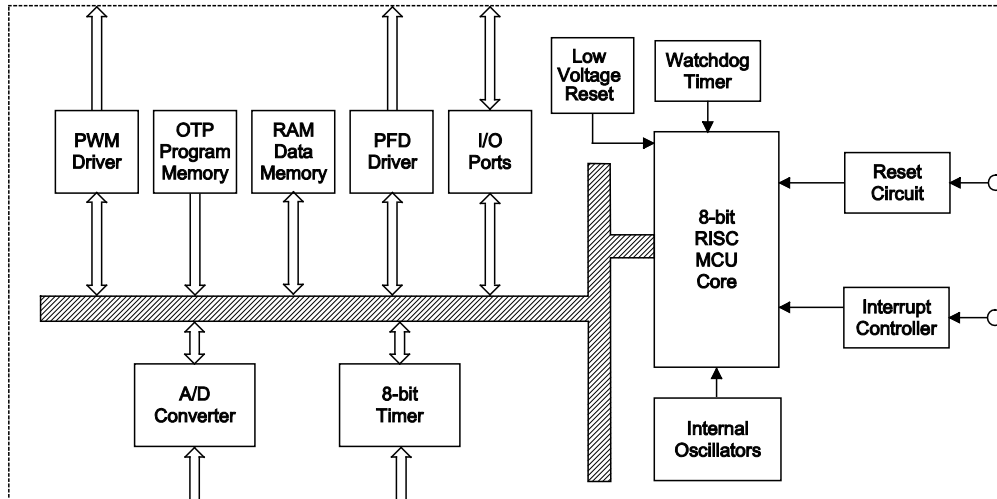 Low
Voltage
Reset
Watchdog
Timer
PWM
Driver
OTP
Program
Memory
RAM
Data
Memory
PFD
Driver
I/O
Ports
8-bit
RISC
MCU
Core
Reset
Circuit
Interrupt
Controller
A/D
Converter
8-bit
Timer
Internal
Oscillators